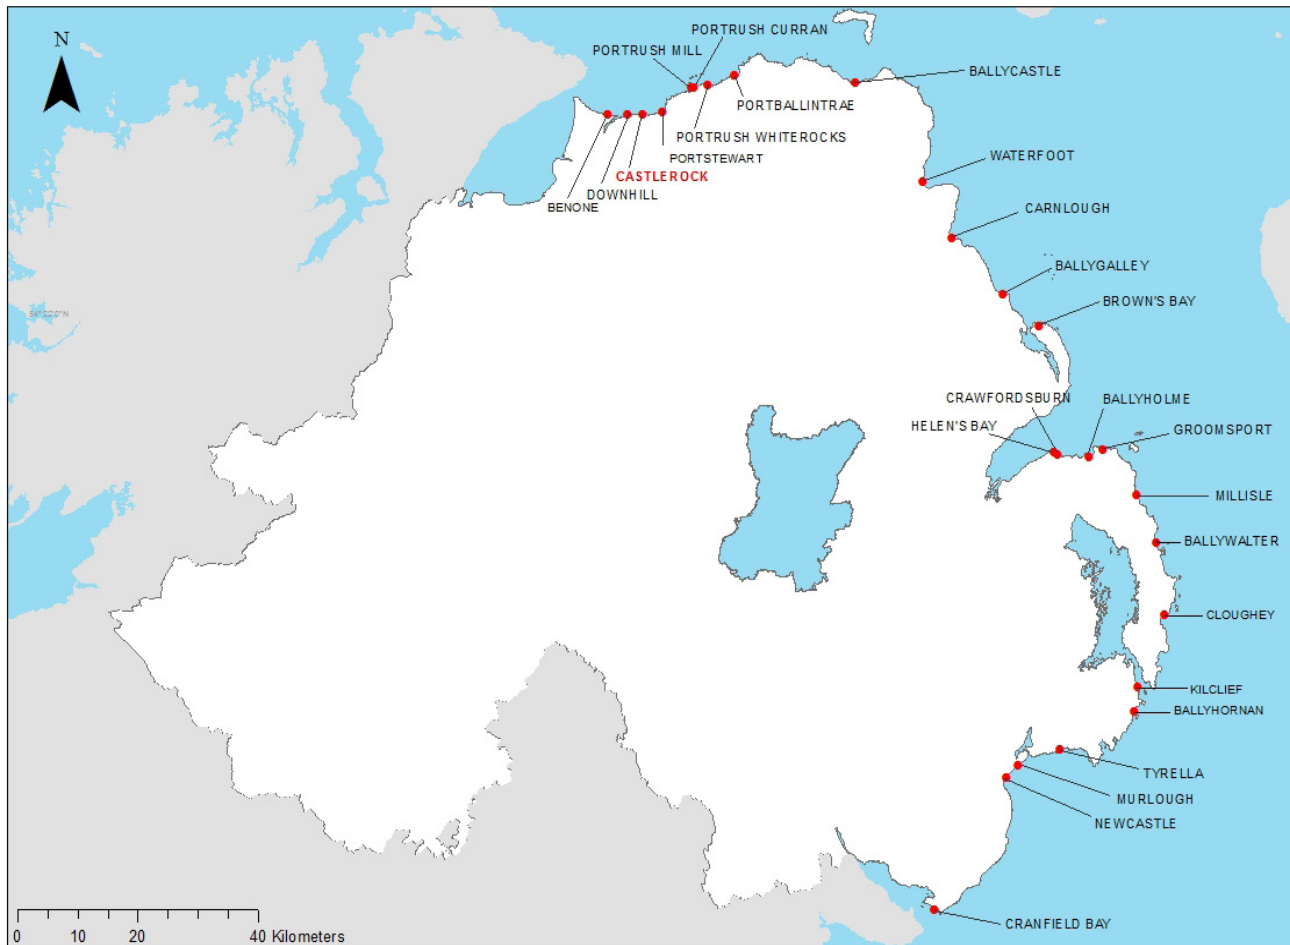 N
PORTRUSH CURRAN
PORTRUSH MILL
BALLYCASTLE
PORTBALLINTRAE
PORTRUSH WHITEROCKS
PORTSTEWART
CASTLEROCK
DOWNHILL
BENONE
WATERFOOT
CARNLOUGH
BALLYGALLEY
BROWN'S BAY
CRAWFORDSBURN
BALLYHOLME
HELEN'S BAY
GROOMSPORT
MILLISLE
BALLYWALTER
CLOUGHEY
KILCLIEF
BALLYHORNAN
TYRELLA
MURLOUGH
NEWCASTLE
CRANFIELD BAY
0 10 20 40 Kilometers